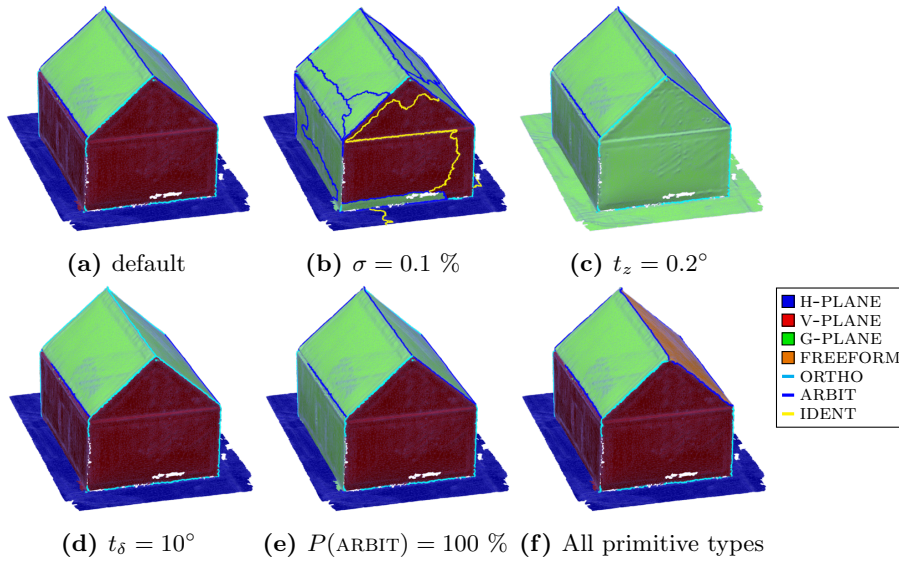 (a) default
(b) σ = 0.1 %
(c) t_z = 0.2°
H-PLANE
V-PLANE
G-PLANE
FREEFORM
ORTHO
ARBIT
IDENT
(d) t_δ = 10°
(e) P(ARBIT) = 100 %
(f) All primitive types